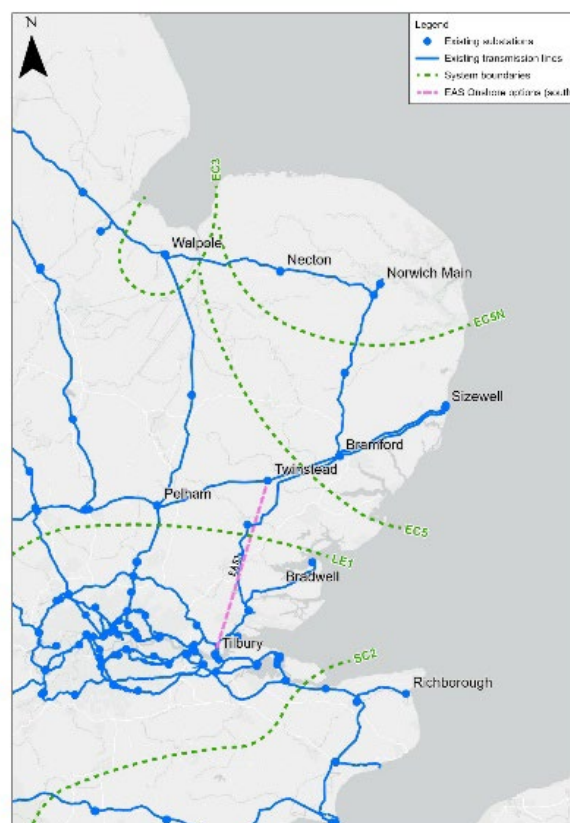 N
Legend
Existing substations
Existing transmission lines
System boundaries
EAS Onshore options (south
EC3
Walpole
Necton
Norwich Main
EC5N
Sizewell
Bramford
Twinstead
Pelham
EC5
LE1
Bradwell
Tilbury
SC2
Richborough